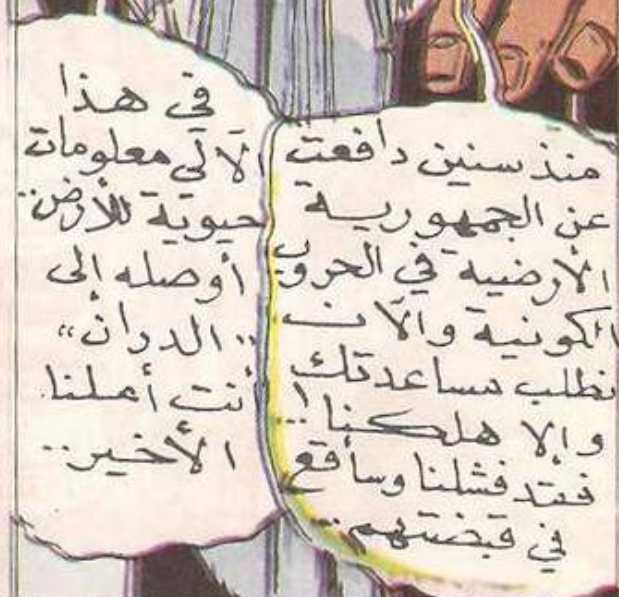 منذ سنين دافعت
عن الجمهورية
الأرضية في الحروب
الكونية والآن
نطلب مساعدتك
وإلا هلكنا!..
فقد فشلنا وسأقع
في قبضتهم..
في هذا
الآلي معلومات
حيوية للأرض..
أوصله إلى
"الدران"
أنت أملنا
الأخير..